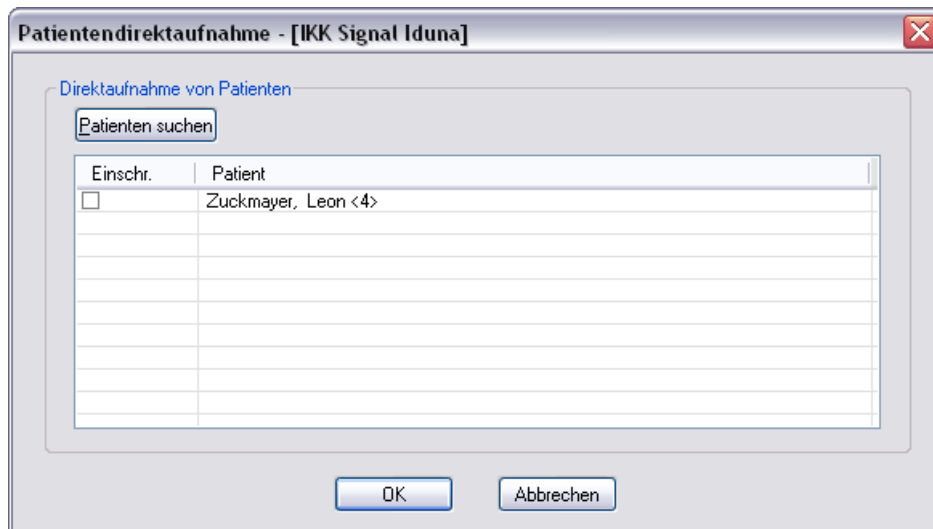 Patientendirektaufnahme - [IKK Signal Iduna]
Direktaufnahme von Patienten
Patienten suchen
Einschr. Patient
Zuckmayer, Leon <4>
OK Abbrechen